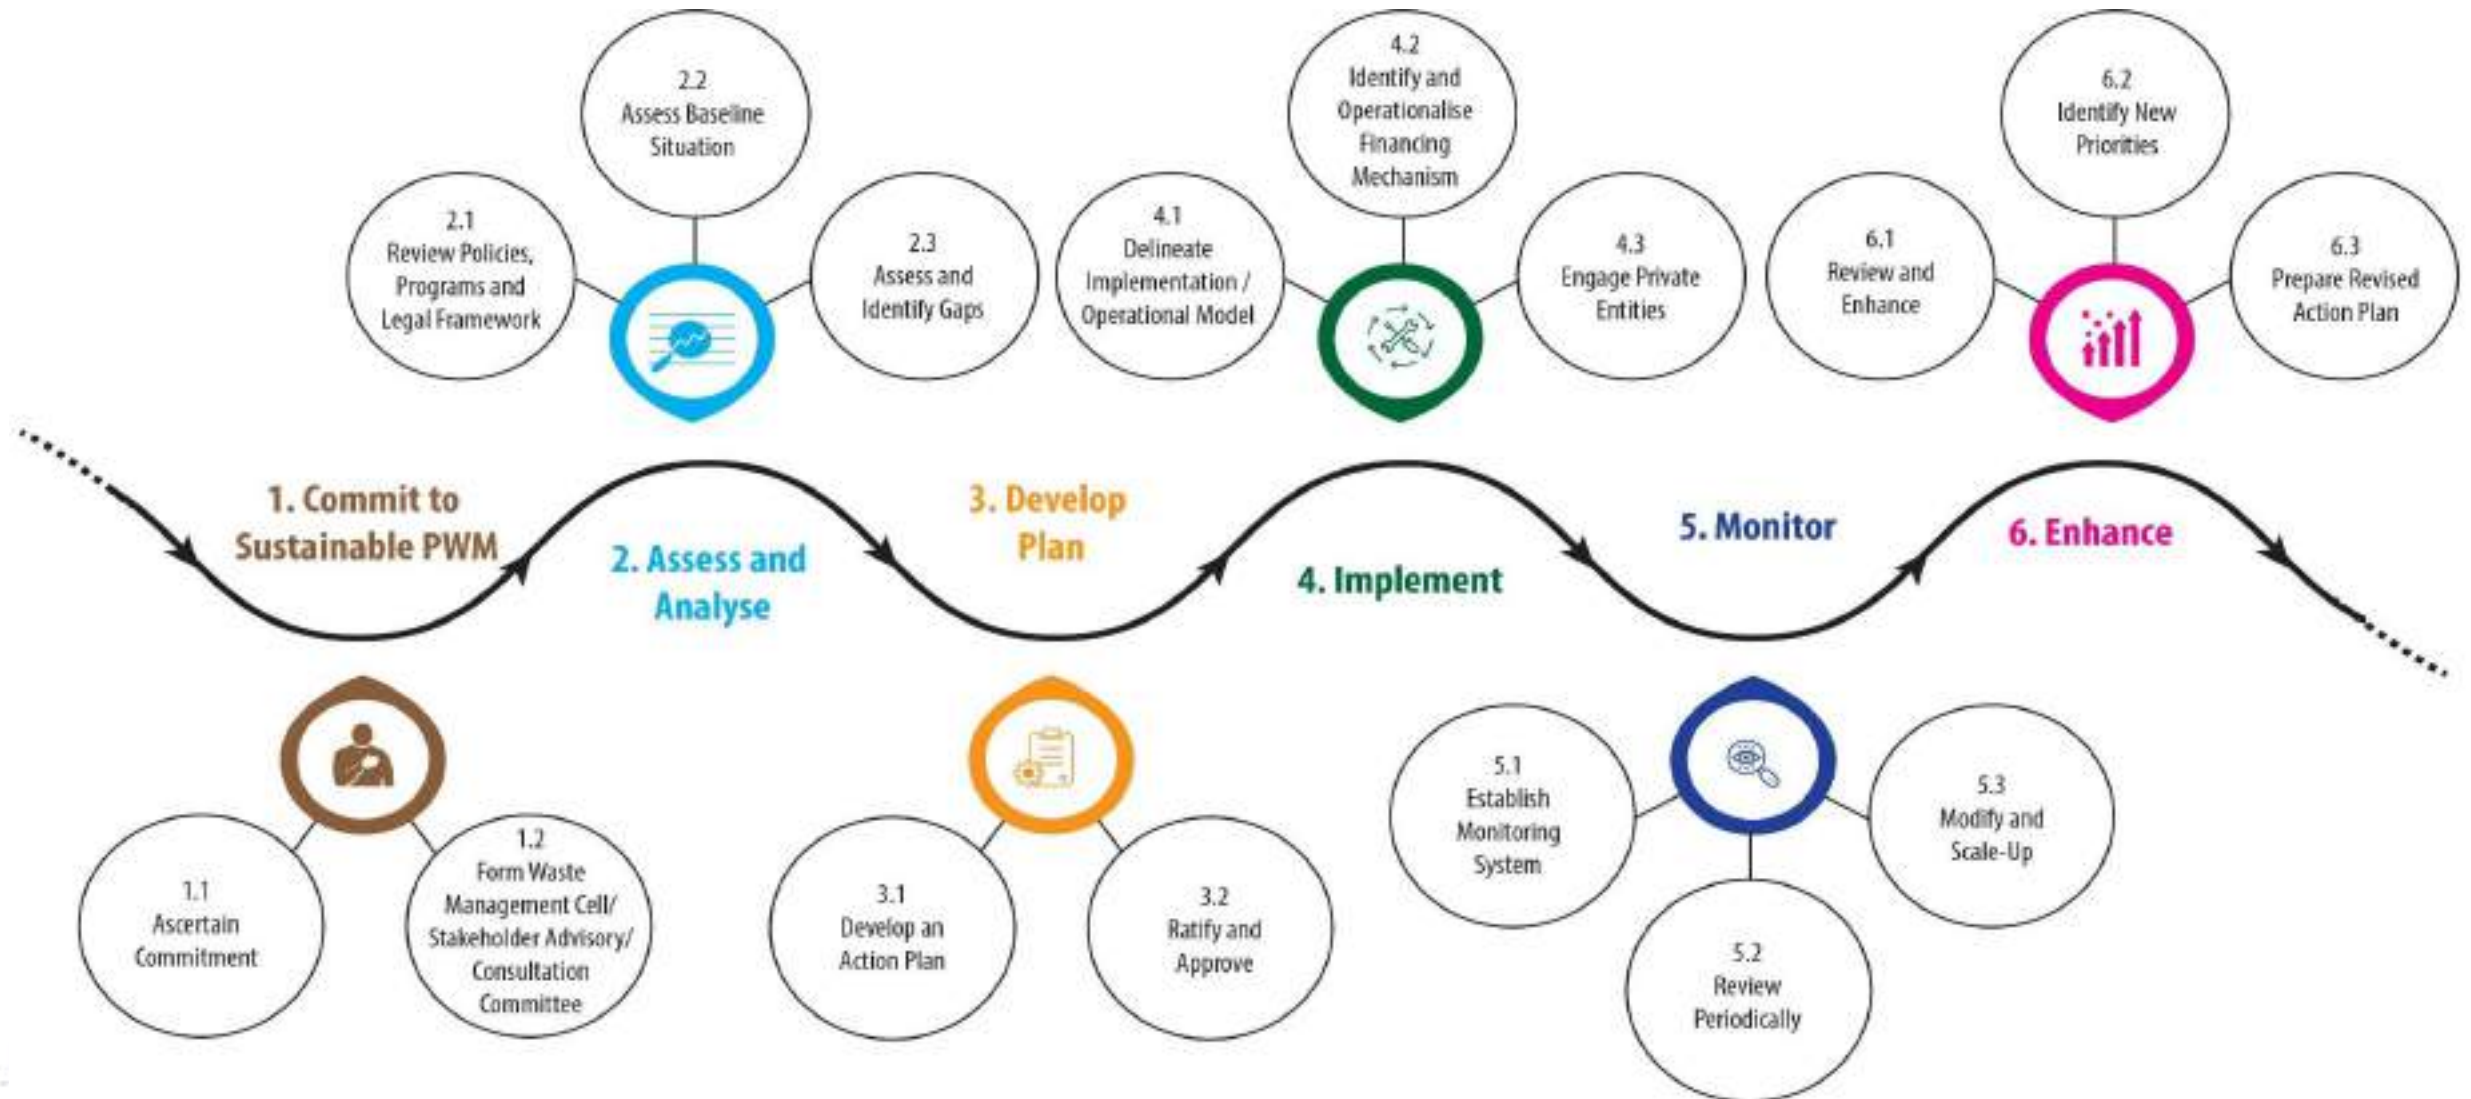 1. Commit to
Sustainable PWM
1.1
Ascertain
Commitment
1.2
Form Waste
Management Cell/
Stakeholder Advisory/
Consultation
Committee
2. Assess and
Analyse
2.1
Review Policies,
Programs and
Legal Framework
2.2
Assess Baseline
Situation
2.3
Assess and
Identify Gaps
3. Develop
Plan
3.1
Develop an
Action Plan
3.2
Ratify and
Approve
4. Implement
4.1
Delineate
Implementation /
Operational Model
4.2
Identify and
Operationalise
Financing
Mechanism
4.3
Engage Private
Entities
5. Monitor
5.1
Establish
Monitoring
System
5.2
Review
Periodically
5.3
Modify and
Scale-Up
6. Enhance
6.1
Review and
Enhance
6.2
Identify New
Priorities
6.3
Prepare Revised
Action Plan